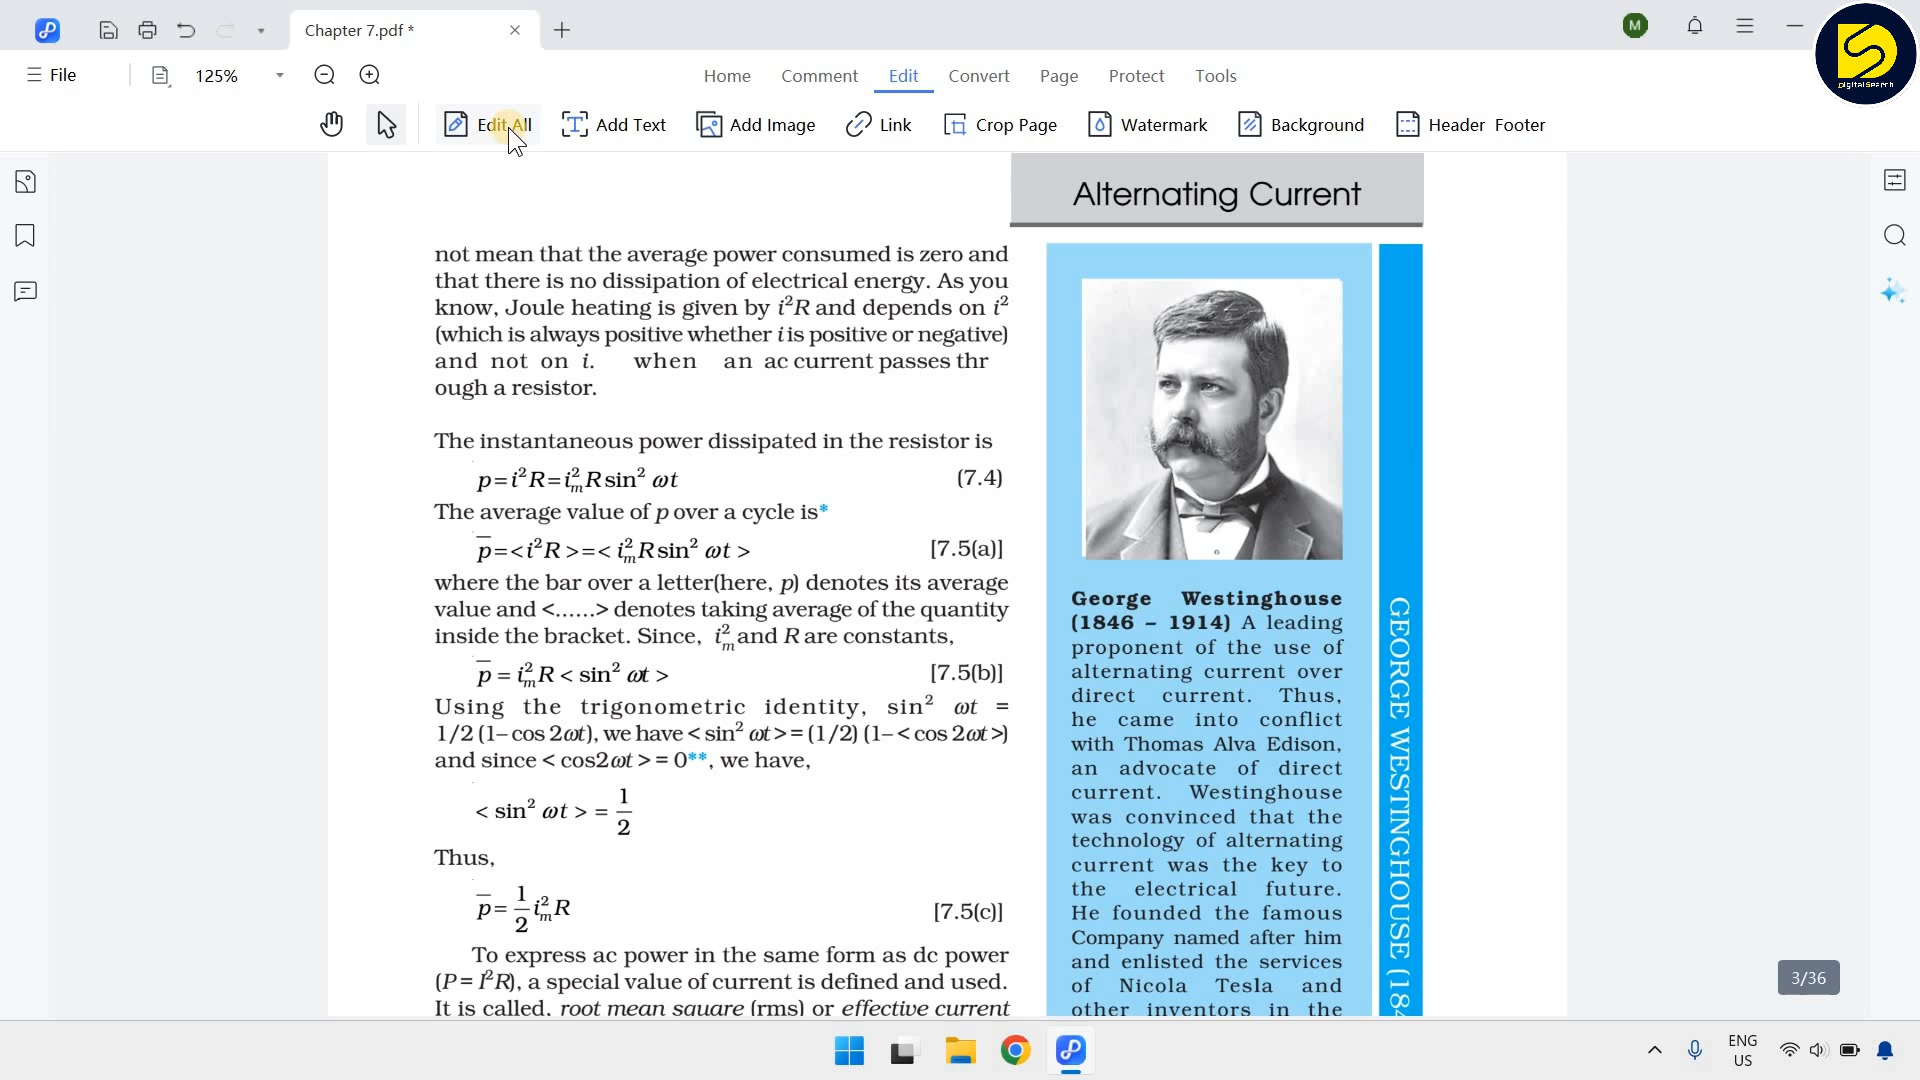 Chapter 7.pdf *
M
DigitalSearch
File
125%
Home Comment Edit Convert Page Protect Tools
Edit All Add Text Add Image Link Crop Page Watermark Background Header Footer
Alternating Current
not mean that the average power consumed is zero and
that there is no dissipation of electrical energy. As you
know, Joule heating is given by i²R and depends on i²
(which is always positive whether i is positive or negative)
and not on i. when an ac current passes thr
ough a resistor.
The instantaneous power dissipated in the resistor is
p = i²R = i²ₘ R sin² ωt (7.4)
The average value of p over a cycle is*
p̅ = < i²R > = < i²ₘ R sin² ωt > [7.5(a)]
where the bar over a letter(here, p) denotes its average
value and <......> denotes taking average of the quantity
inside the bracket. Since, i²ₘ and R are constants,
p̅ = i²ₘ R < sin² ωt > [7.5(b)]
Using the trigonometric identity, sin² ωt =
1/2 (1– cos 2ωt), we have < sin² ωt > = (1/2) (1– < cos 2ωt >)
and since < cos2ωt > = 0**, we have,
< sin² ωt > = 1/2
Thus,
p̅ = 1/2 i²ₘ R [7.5(c)]
To express ac power in the same form as dc power
(P = I²R), a special value of current is defined and used.
It is called, root mean square (rms) or effective current
George Westinghouse
(1846 – 1914) A leading
proponent of the use of
alternating current over
direct current. Thus,
he came into conflict
with Thomas Alva Edison,
an advocate of direct
current. Westinghouse
was convinced that the
technology of alternating
current was the key to
the electrical future.
He founded the famous
Company named after him
and enlisted the services
of Nicola Tesla and
other inventors in the
GEORGE WESTINGHOUSE (184
3/36
ENG
US